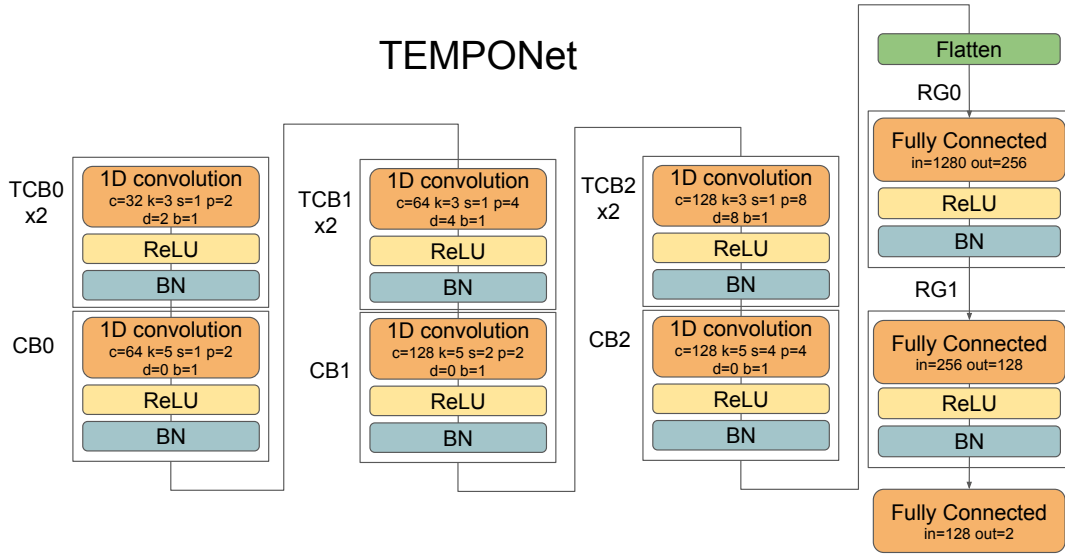 TEMPONet
TCB0
x2
1D convolution
c=32 k=3 s=1 p=2
d=2 b=1
ReLU
BN
CB0
1D convolution
c=64 k=5 s=1 p=2
d=0 b=1
ReLU
BN
TCB1
x2
1D convolution
c=64 k=3 s=1 p=4
d=4 b=1
ReLU
BN
CB1
1D convolution
c=128 k=5 s=2 p=2
d=0 b=1
ReLU
BN
TCB2
x2
1D convolution
c=128 k=3 s=1 p=8
d=8 b=1
ReLU
BN
CB2
1D convolution
c=128 k=5 s=4 p=4
d=0 b=1
ReLU
BN
Flatten
RG0
Fully Connected
in=1280 out=256
ReLU
BN
RG1
Fully Connected
in=256 out=128
ReLU
BN
Fully Connected
in=128 out=2